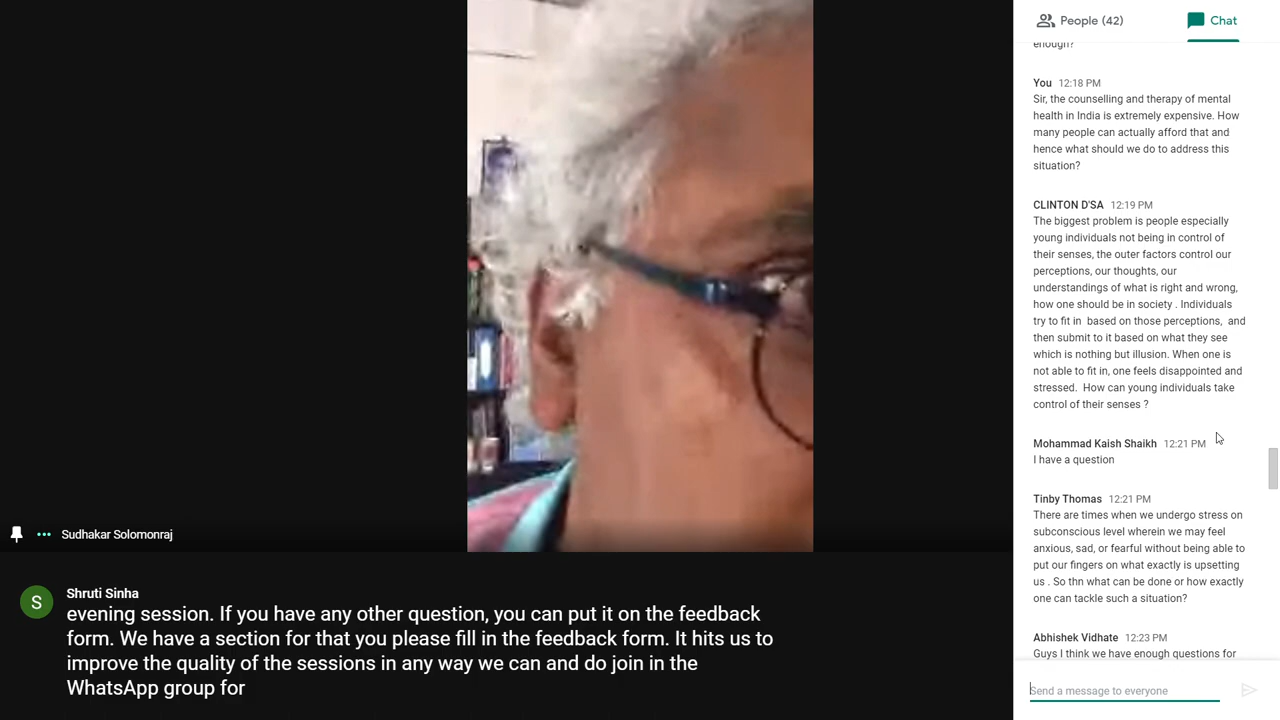 People (42)
Chat
enough?
You 12:18 PM
Sir, the counselling and therapy of mental
health in India is extremely expensive. How
many people can actually afford that and
hence what should we do to address this
situation?
CLINTON D'SA 12:19 PM
The biggest problem is people especially
young individuals not being in control of
their senses, the outer factors control our
perceptions, our thoughts, our
understandings of what is right and wrong,
how one should be in society . Individuals
try to fit in based on those perceptions, and
then submit to it based on what they see
which is nothing but illusion. When one is
not able to fit in, one feels disappointed and
stressed. How can young individuals take
control of their senses ?
Mohammad Kaish Shaikh 12:21 PM
I have a question
Tinby Thomas 12:21 PM
There are times when we undergo stress on
subconscious level wherein we may feel
anxious, sad, or fearful without being able to
put our fingers on what exactly is upsetting
us . So thn what can be done or how exactly
one can tackle such a situation?
Abhishek Vidhate 12:23 PM
Guys I think we have enough questions for
Send a message to everyone
Sudhakar Solomonraj
S
Shruti Sinha
evening session. If you have any other question, you can put it on the feedback
form. We have a section for that you please fill in the feedback form. It hits us to
improve the quality of the sessions in any way we can and do join in the
WhatsApp group for